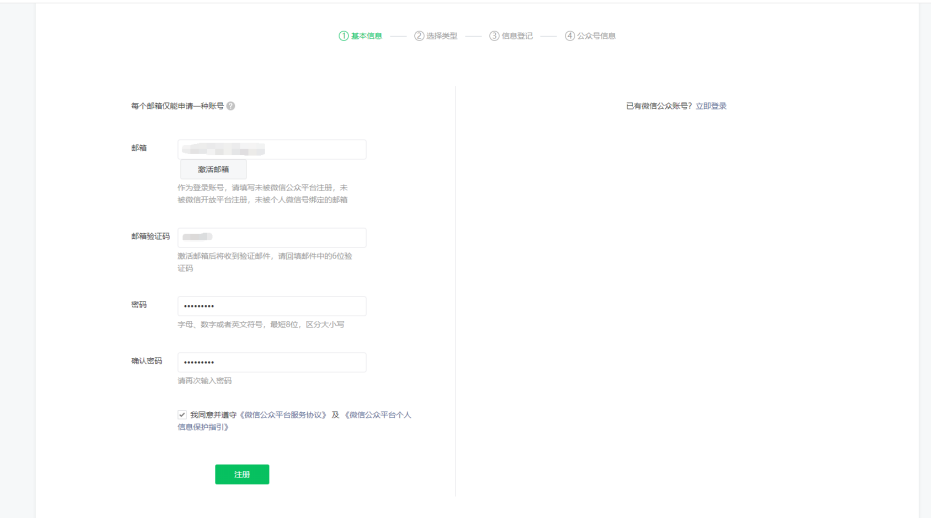 ① 基本信息 —— ② 选择类型 —— ③ 信息登记 —— ④ 公众号信息
每个邮箱仅能申请一种账号 ?
已有微信公众账号？立即登录
邮箱
激活邮箱
作为登录账号，请填写未被微信公众平台注册，未
被微信开放平台注册，未被个人微信号绑定的邮箱
邮箱验证码
激活邮箱后将收到验证邮件，请回填邮件中的6位验
证码
密码 •••••••••
字母、数字或者英文符号，最短8位，区分大小写
确认密码 •••••••••
请再次输入密码
我同意并遵守《微信公众平台服务协议》及《微信公众平台个人
信息保护指引》
注册